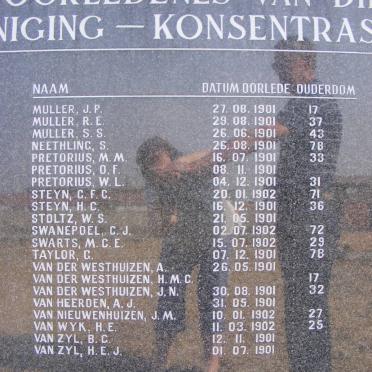 OORLEDENES VAN DIE
NIGING – KONSENTRAS
NAAM DATUM OORLEDE OUDERDOM
MULLER, J.P. 27. 08. 1901 17
MULLER, R.E. 29. 08. 1901 37
MULLER, S.S. 26. 06. 1901 43
NEETHLING, S. 26. 08. 1901 78
PRETORIUS, M.M. 16. 07. 1901 33
PRETORIUS, O.F. 08. 11. 1901
PRETORIUS, W.L. 04. 12. 1901 31
STEYN, C.F.C. 20. 01. 1902 71
STEYN, H.C. 16. 12. 1901 36
STOLTZ, W.S. 21. 05. 1901
SWANEPOEL, C.J. 02. 07. 1902 72
SWARTS, M.C.E. 15. 07. 1902 29
TAYLOR, C. 07. 12. 1901 78
VAN DER WESTHUIZEN, A. 26. 05. 1901
VAN DER WESTHUIZEN, H.M.C. 17
VAN DER WESTHUIZEN, J.N. 30. 08. 1901 32
VAN HEERDEN, A.J. 31. 05. 1901
VAN NIEUWENHUIZEN, J.M. 10. 01. 1902 27
VAN WYK, H.E. 11. 03. 1902 25
VAN ZYL, B.C. 12. 11. 1901
VAN ZYL, H.E.J. 01. 07. 1901